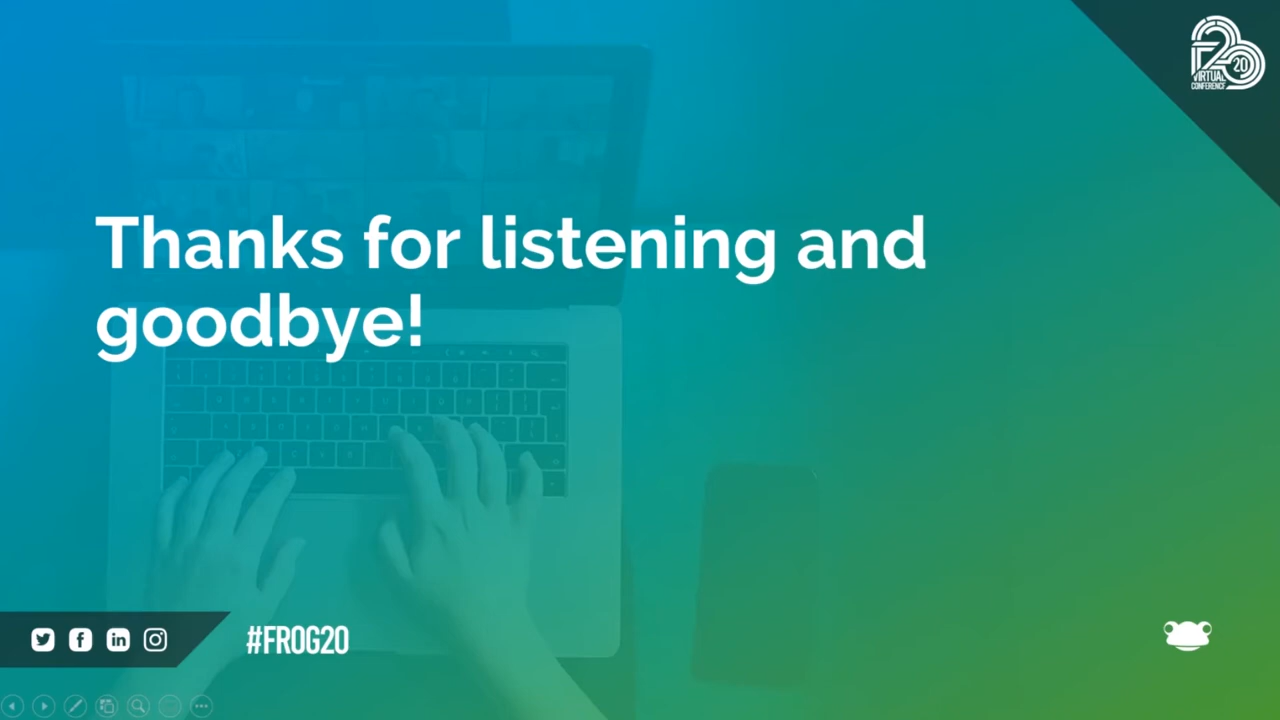 20
VIRTUAL
CONFERENCE
Thanks for listening and
goodbye!
#FROG20